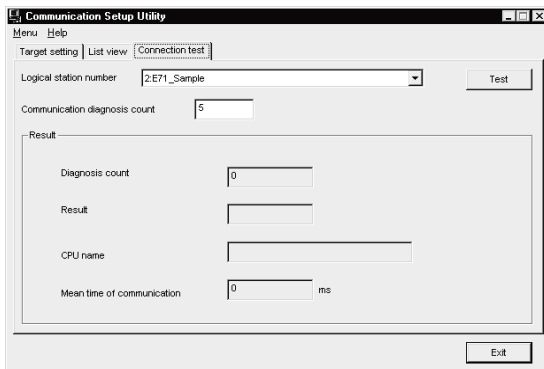 Communication Setup Utility
Menu Help
Target setting List view Connection test
Logical station number 2:E71_Sample Test
Communication diagnosis count 5
Result
Diagnosis count 0
Result
CPU name
Mean time of communication 0 ms
Exit